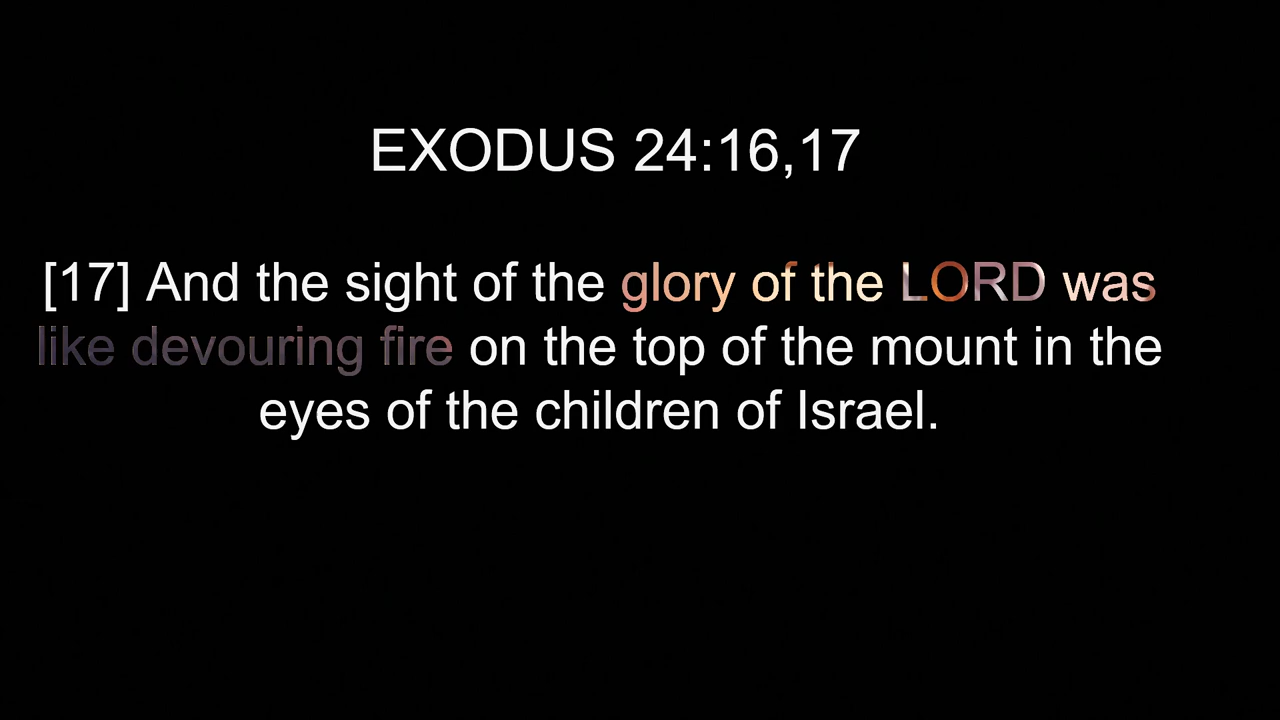 EXODUS 24:16,17
[17] And the sight of the glory of the LORD was
like devouring fire on the top of the mount in the
eyes of the children of Israel.